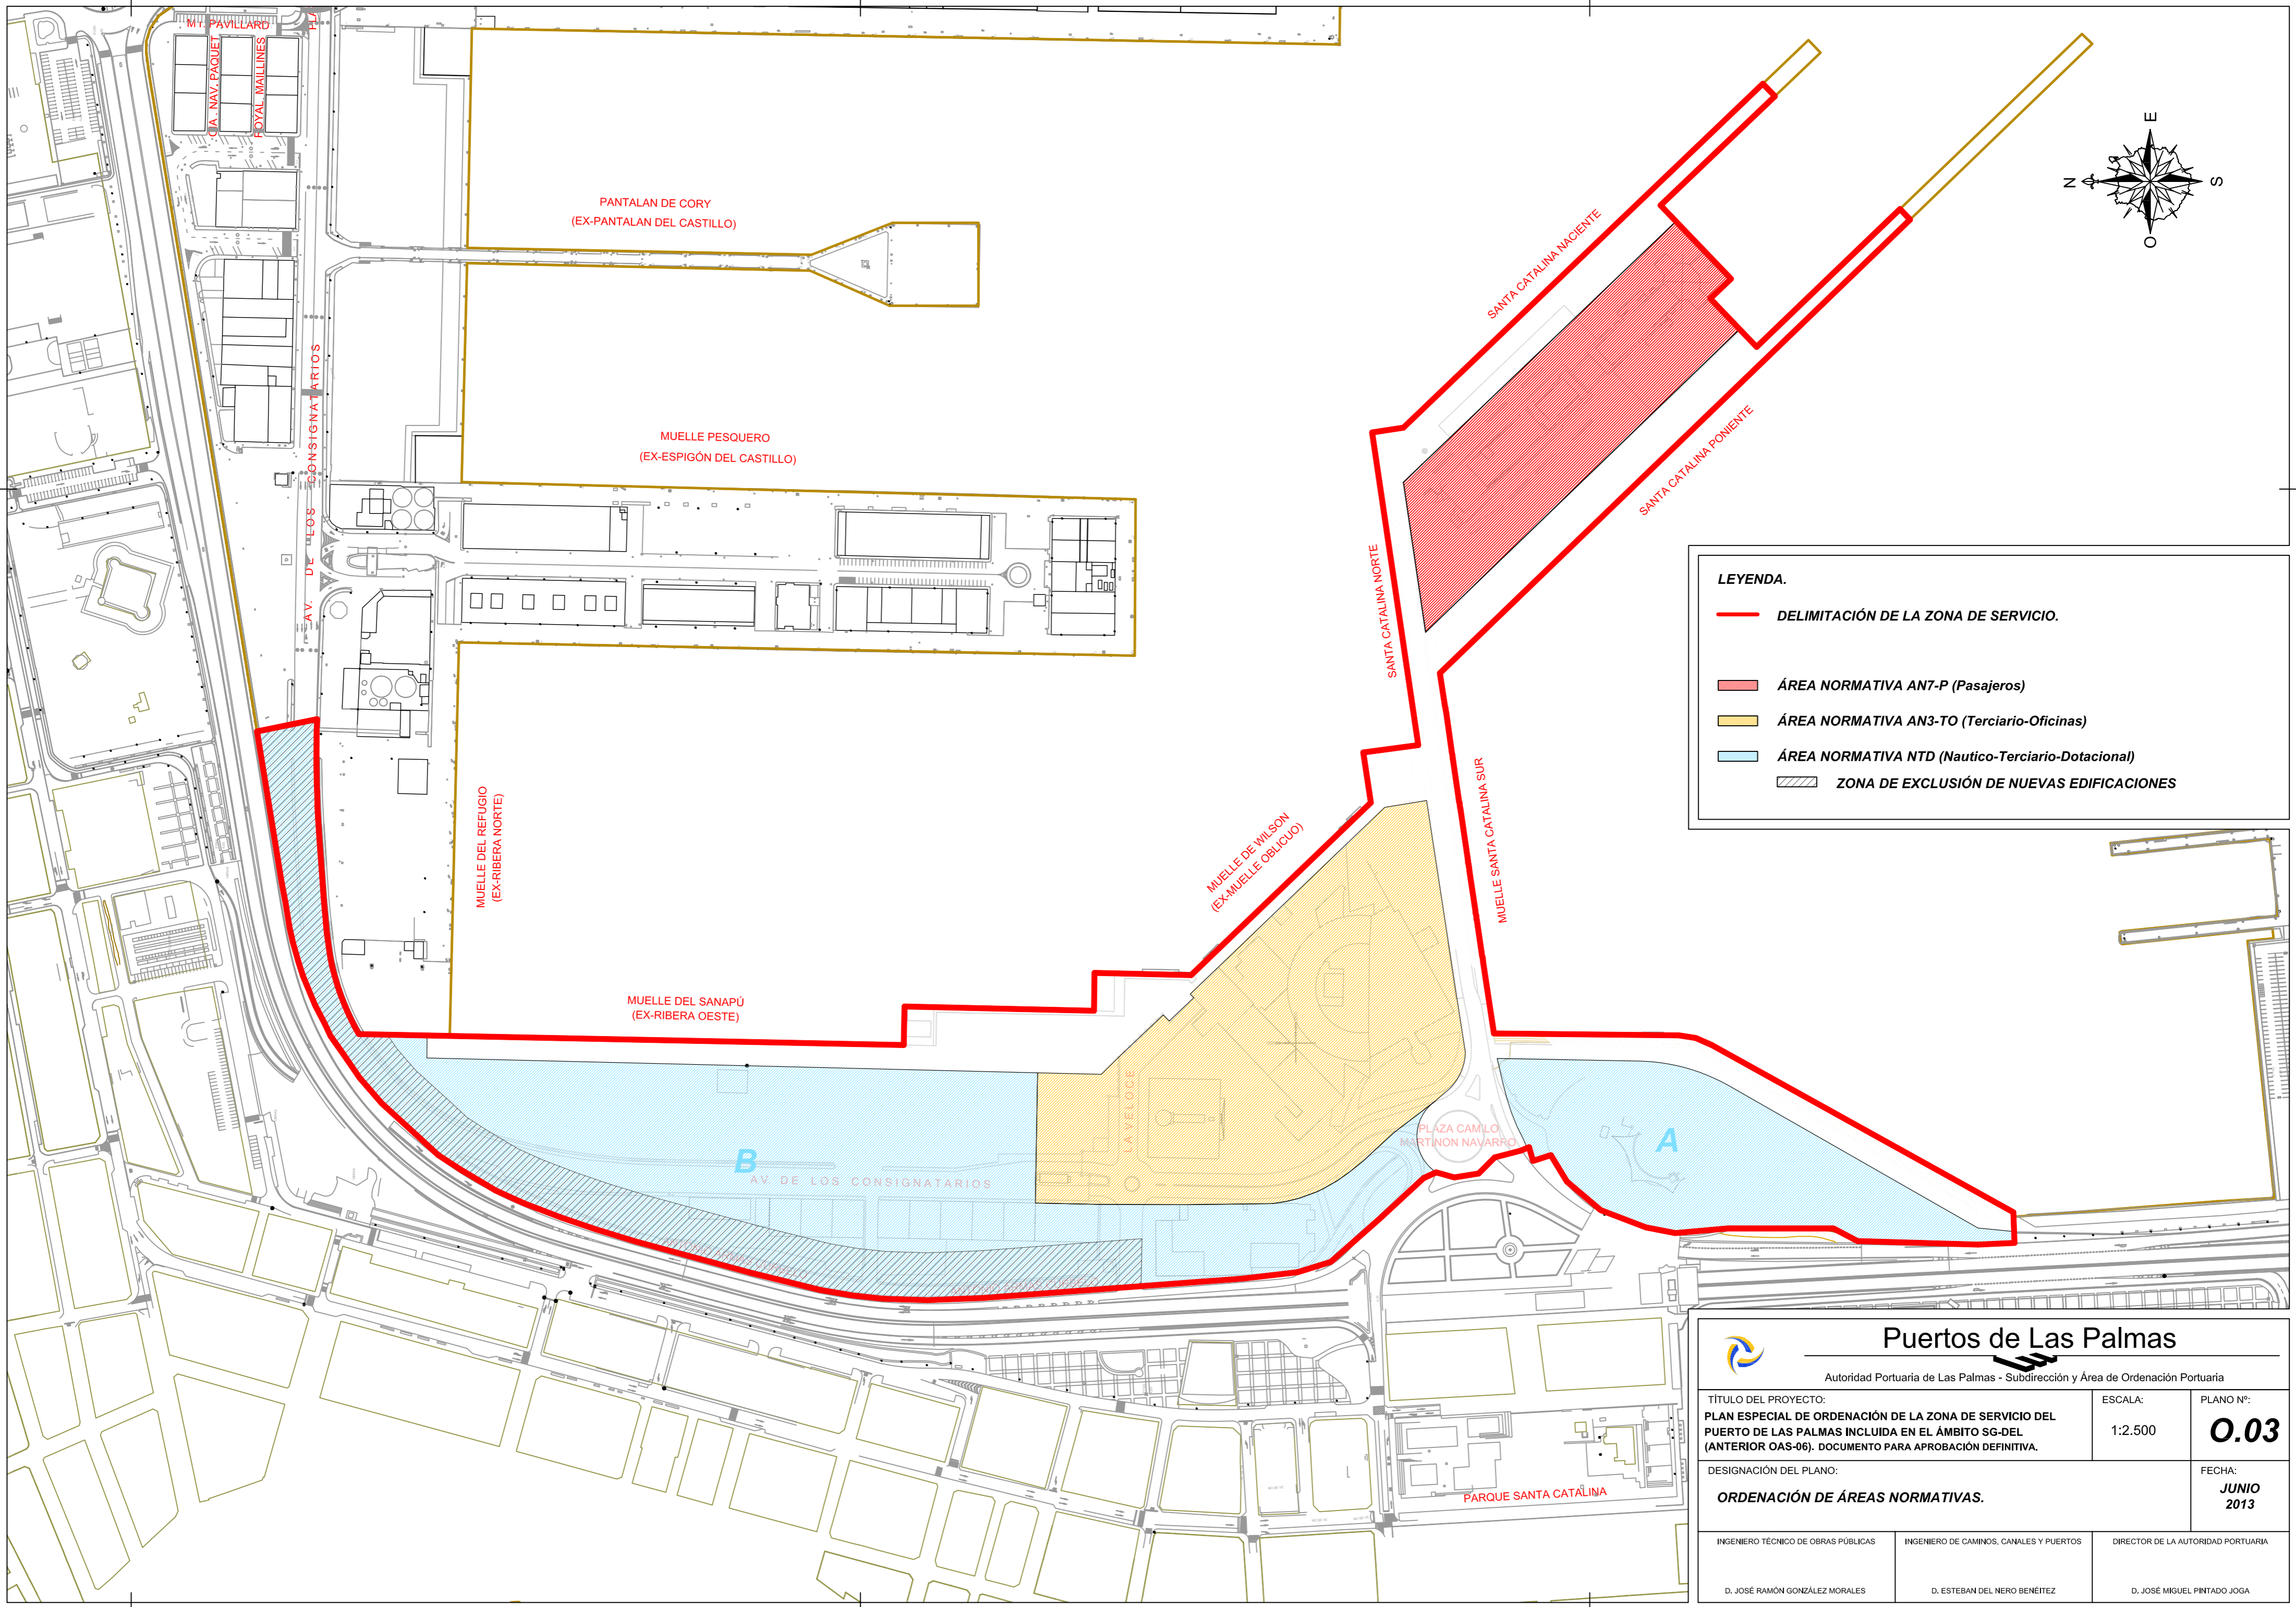 MY. PAVILLARD
CIA. NAV. PAQUET
ROYAL MAILLINES
PANTALAN DE CORY
(EX-PANTALAN DEL CASTILLO)
AV. DE LOS CONSIGNATARIOS
MUELLE PESQUERO
(EX-ESPIGÓN DEL CASTILLO)
SANTA CATALINA NACIENTE
SANTA CATALINA PONIENTE
SANTA CATALINA NORTE
MUELLE SANTA CATALINA SUR
MUELLE DE WILSON
(EX-MUELLE OBLICUO)
MUELLE DEL REFUGIO
(EX-RIBERA NORTE)
MUELLE DEL SANAPÚ
(EX-RIBERA OESTE)
LA VELOCE
PLAZA CAMILO
MARTINON NAVARRO
A
B
AV. DE LOS CONSIGNATARIOS
PARQUE SANTA CATALINA
E
N
S
O
LEYENDA.
DELIMITACIÓN DE LA ZONA DE SERVICIO.
ÁREA NORMATIVA AN7-P (Pasajeros)
ÁREA NORMATIVA AN3-TO (Terciario-Oficinas)
ÁREA NORMATIVA NTD (Nautico-Terciario-Dotacional)
ZONA DE EXCLUSIÓN DE NUEVAS EDIFICACIONES
Puertos de Las Palmas
Autoridad Portuaria de Las Palmas - Subdirección y Área de Ordenación Portuaria
TÍTULO DEL PROYECTO:
PLAN ESPECIAL DE ORDENACIÓN DE LA ZONA DE SERVICIO DEL
PUERTO DE LAS PALMAS INCLUIDA EN EL ÁMBITO SG-DEL
(ANTERIOR OAS-06). DOCUMENTO PARA APROBACIÓN DEFINITIVA.
ESCALA:
1:2.500
PLANO Nº:
O.03
DESIGNACIÓN DEL PLANO:
ORDENACIÓN DE ÁREAS NORMATIVAS.
FECHA:
JUNIO
2013
INGENIERO TÉCNICO DE OBRAS PÚBLICAS
D. JOSÉ RAMÓN GONZÁLEZ MORALES
INGENIERO DE CAMINOS, CANALES Y PUERTOS
D. ESTEBAN DEL NERO BENÉITEZ
DIRECTOR DE LA AUTORIDAD PORTUARIA
D. JOSÉ MIGUEL PINTADO JOGA